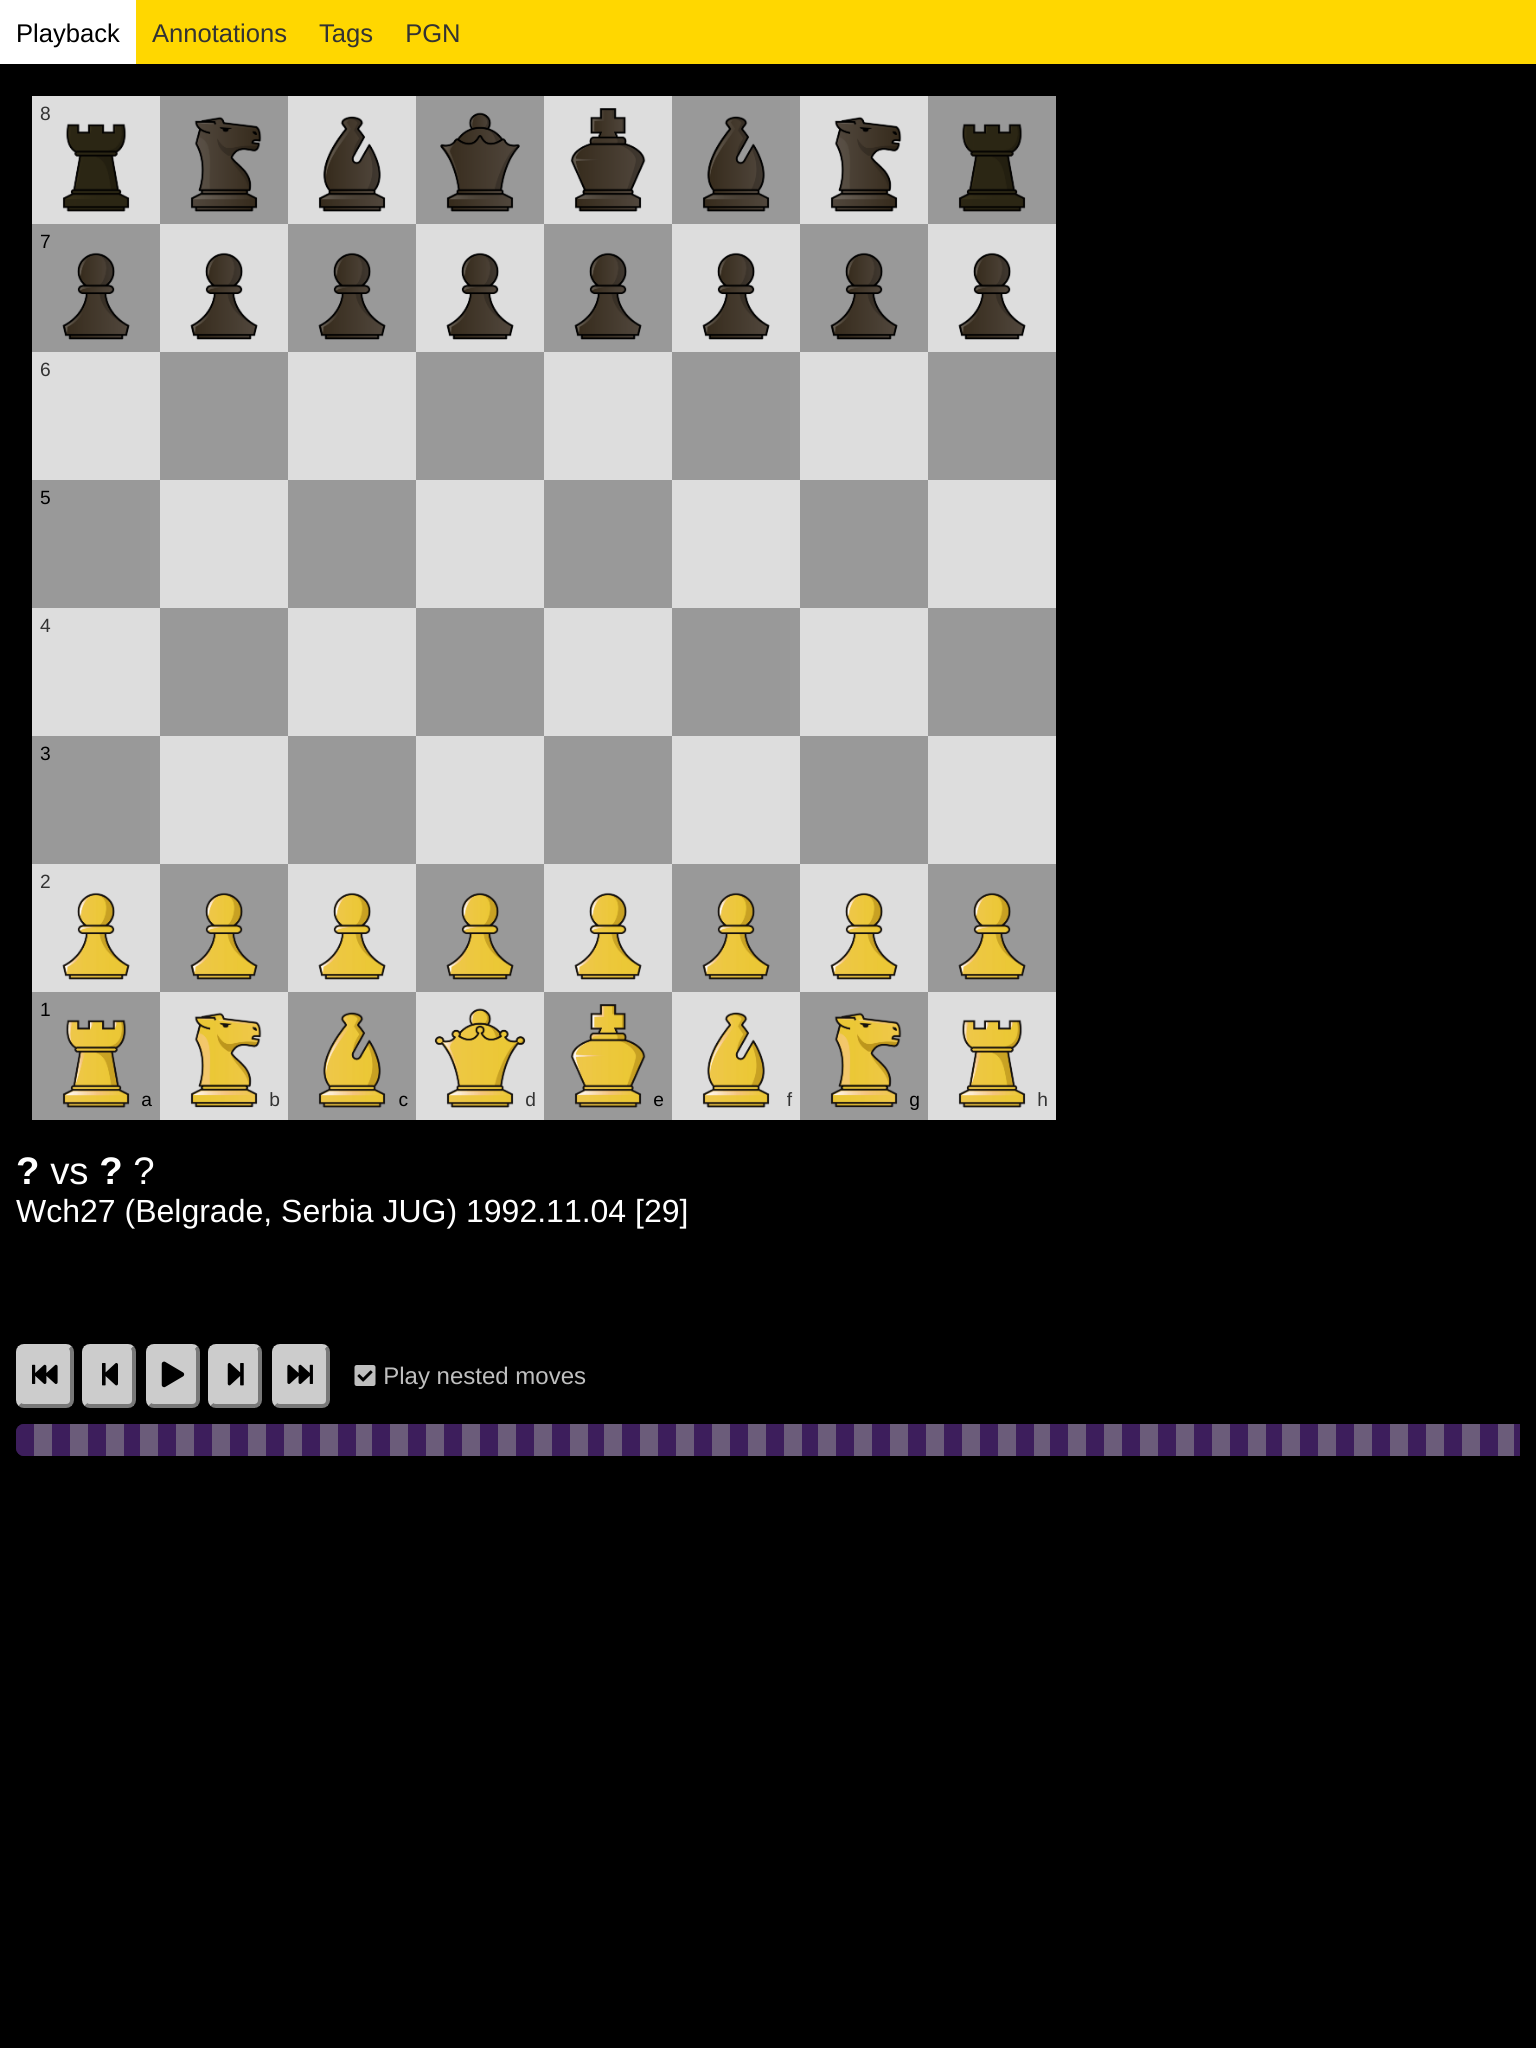 Playback Annotations Tags PGN
8
7
6
5
4
3
2
1
a b c d e f g h
? vs ? ?
Wch27 (Belgrade, Serbia JUG) 1992.11.04 [29]
Play nested moves